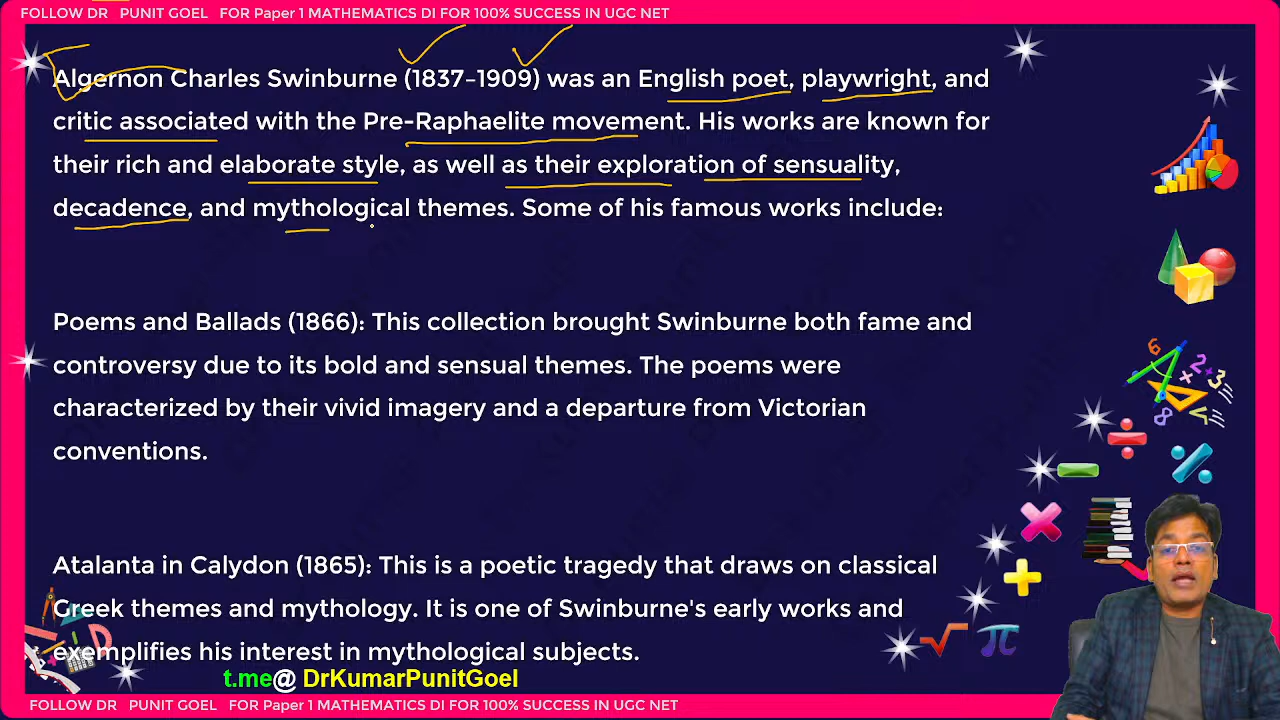 FOLLOW DR PUNIT GOEL FOR Paper 1 MATHEMATICS DI FOR 100% SUCCESS IN UGC NET
Algernon Charles Swinburne (1837–1909) was an English poet, playwright, and
critic associated with the Pre-Raphaelite movement. His works are known for
their rich and elaborate style, as well as their exploration of sensuality,
decadence, and mythological themes. Some of his famous works include:
Poems and Ballads (1866): This collection brought Swinburne both fame and
controversy due to its bold and sensual themes. The poems were
characterized by their vivid imagery and a departure from Victorian
conventions.
Atalanta in Calydon (1865): This is a poetic tragedy that draws on classical
Greek themes and mythology. It is one of Swinburne's early works and
exemplifies his interest in mythological subjects.
t.me@ DrKumarPunitGoel
FOLLOW DR PUNIT GOEL FOR Paper 1 MATHEMATICS DI FOR 100% SUCCESS IN UGC NET